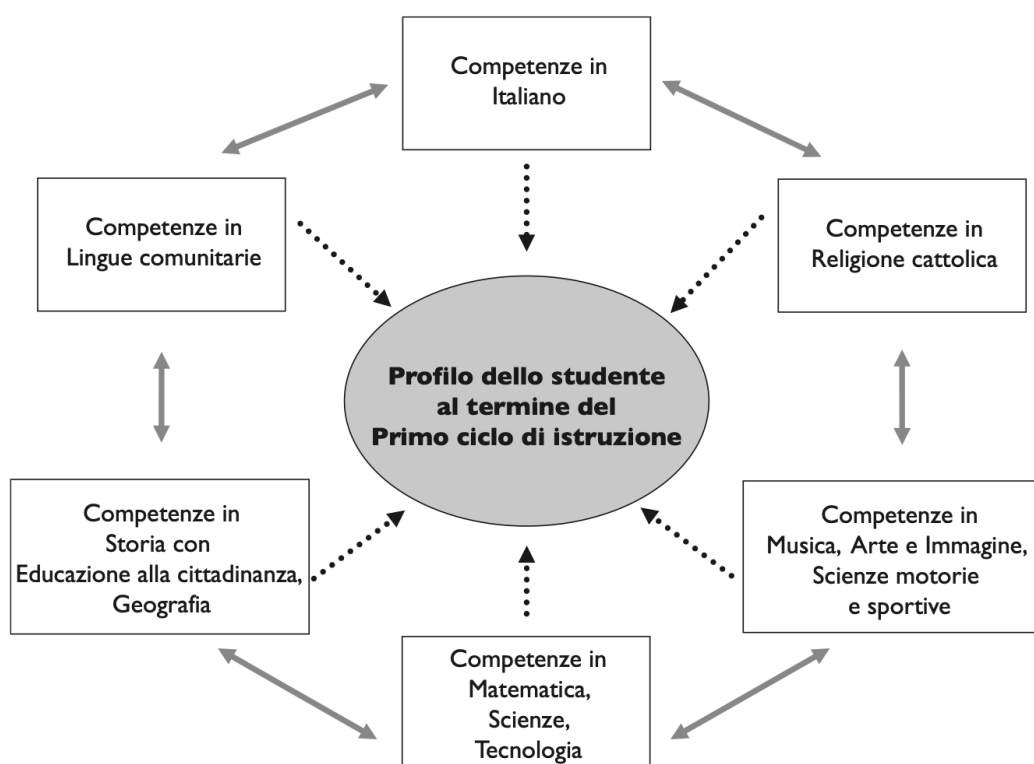 Competenze in
Italiano
Competenze in
Lingue comunitarie
Competenze in
Religione cattolica
Profilo dello studente
al termine del
Primo ciclo di istruzione
Competenze in
Storia con
Educazione alla cittadinanza,
Geografia
Competenze in
Musica, Arte e Immagine,
Scienze motorie
e sportive
Competenze in
Matematica,
Scienze,
Tecnologia